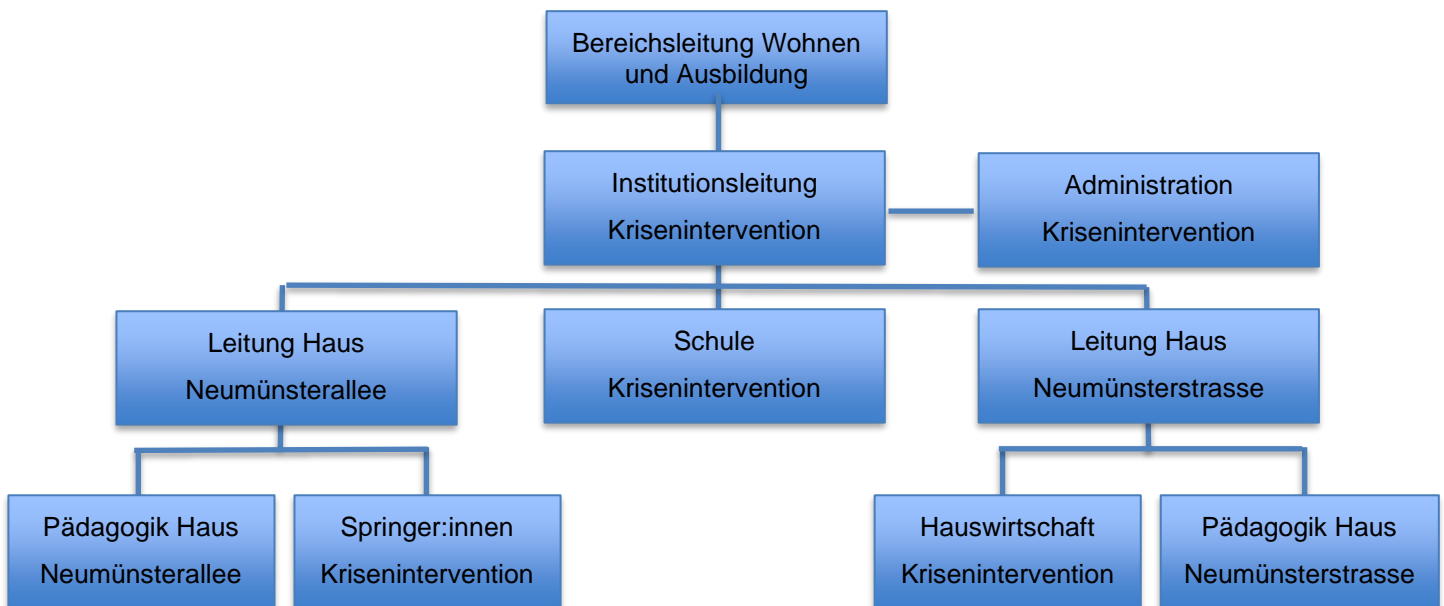 Bereichsleitung Wohnen
und Ausbildung
Institutionsleitung
Krisenintervention
Administration
Krisenintervention
Leitung Haus
Neumünsterallee
Schule
Krisenintervention
Leitung Haus
Neumünsterstrasse
Pädagogik Haus
Neumünsterallee
Springer:innen
Krisenintervention
Hauswirtschaft
Krisenintervention
Pädagogik Haus
Neumünsterstrasse